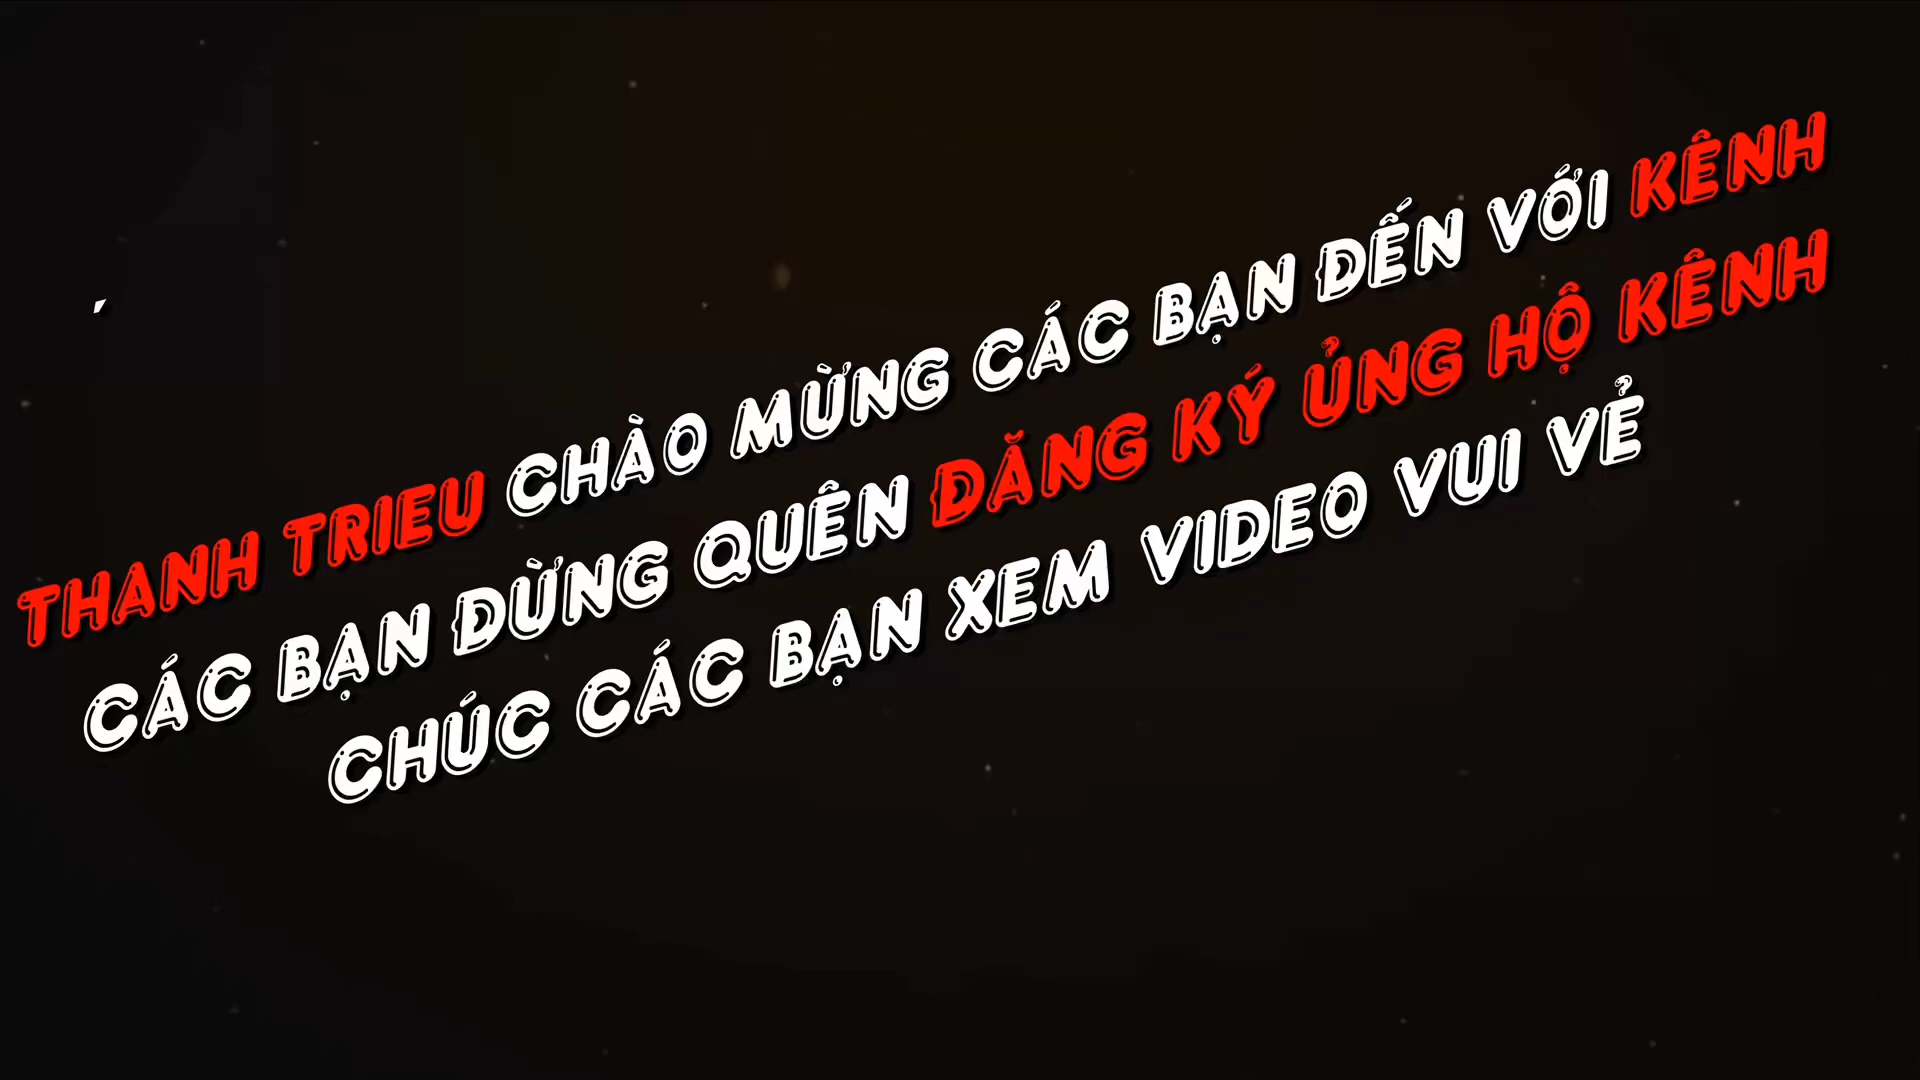 THANH TRIEU CHÀO MỪNG CÁC BẠN ĐẾN VỚI KÊNH
CÁC BẠN ĐỪNG QUÊN ĐĂNG KÝ ỦNG HỘ KÊNH
CHÚC CÁC BẠN XEM VIDEO VUI VẺ